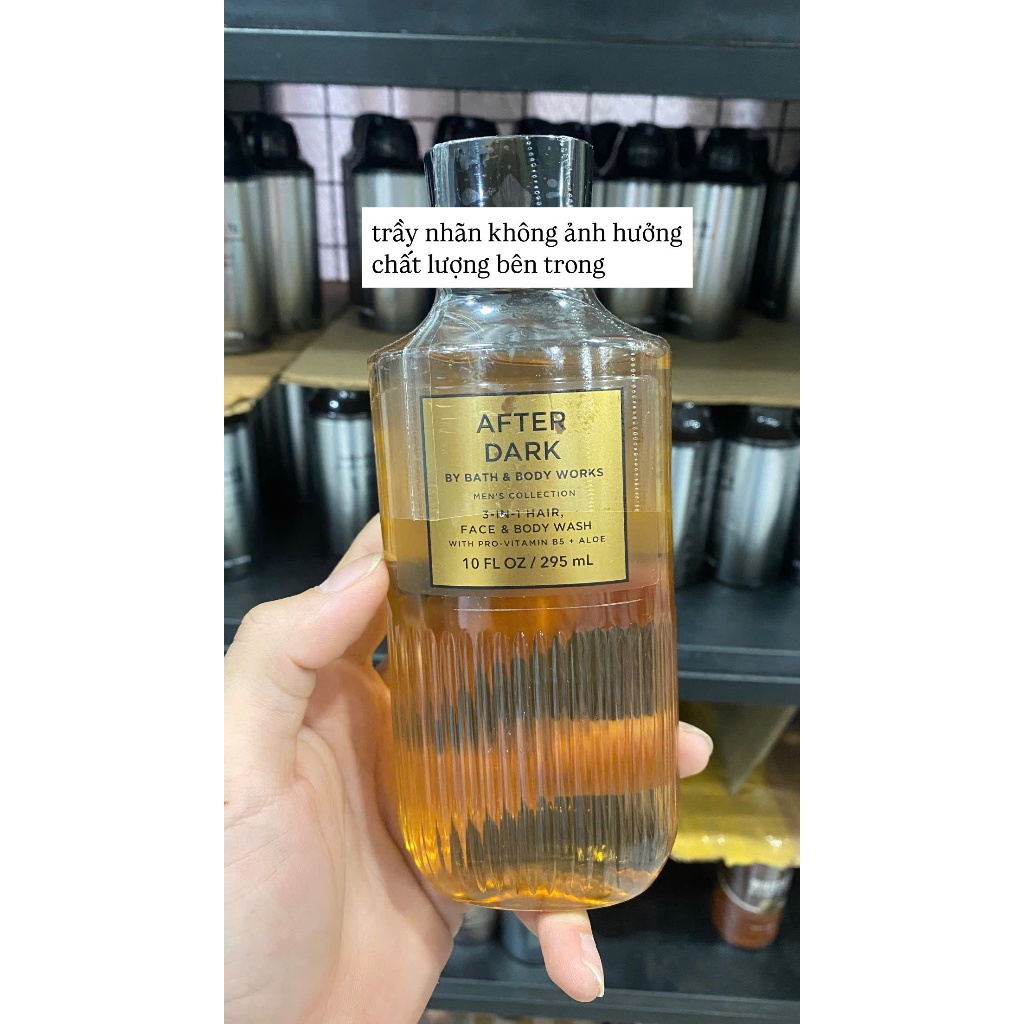 trầy nhãn không ảnh hưởng
chất lượng bên trong
AFTER
DARK
BY BATH & BODY WORKS
MEN'S COLLECTION
3-IN-1 HAIR,
FACE & BODY WASH
WITH PRO-VITAMIN B5 + ALOE
10 FL OZ / 295 mL